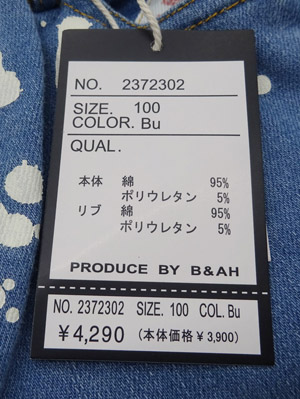 NO. 2372302
SIZE. 100
COLOR. Bu
QUAL.
本体 綿 95%
ポリウレタン 5%
リブ 綿 95%
ポリウレタン 5%
PRODUCE BY B&AH
NO. 2372302 SIZE. 100 COL. Bu
¥4,290 (本体価格¥3,900)